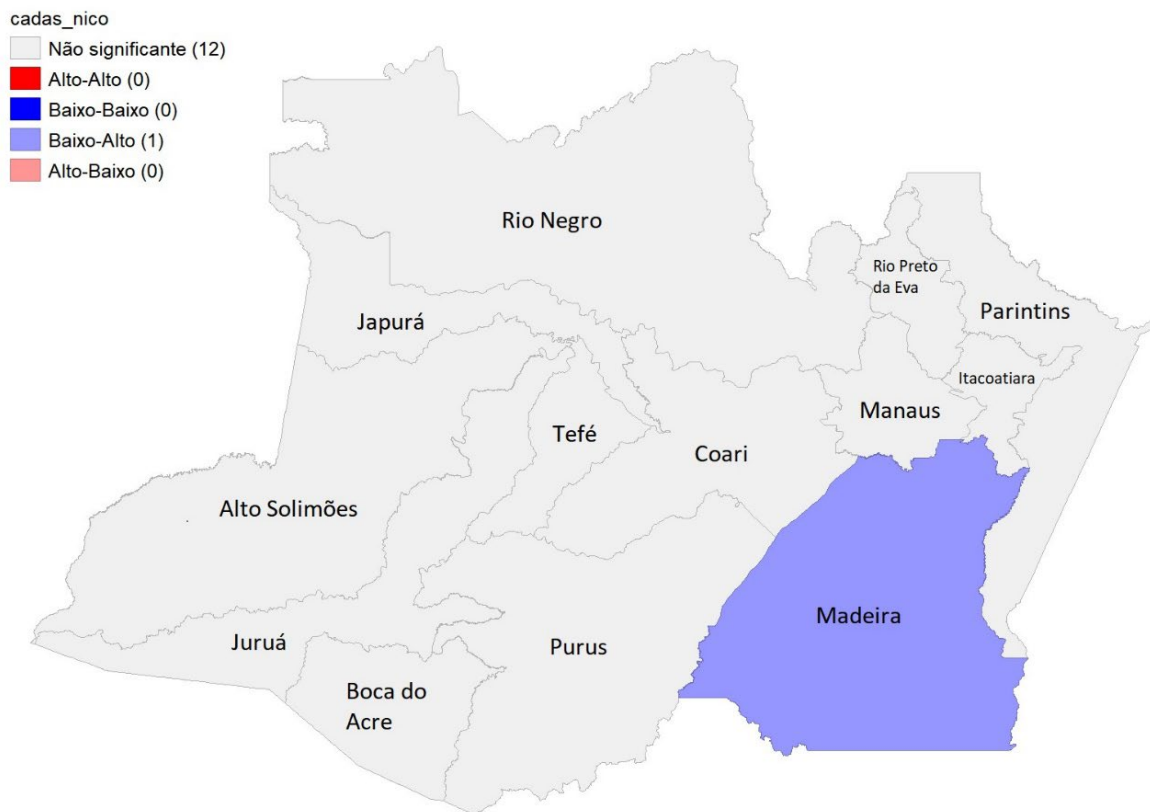 cadas_nico
Não significante (12)
Alto-Alto (0)
Baixo-Baixo (0)
Baixo-Alto (1)
Alto-Baixo (0)
Rio Negro
Rio Preto
da Eva
Parintins
Japurá
Itacoatiara
Manaus
Tefé
Coari
Alto Solimões
Madeira
Juruá
Purus
Boca do
Acre